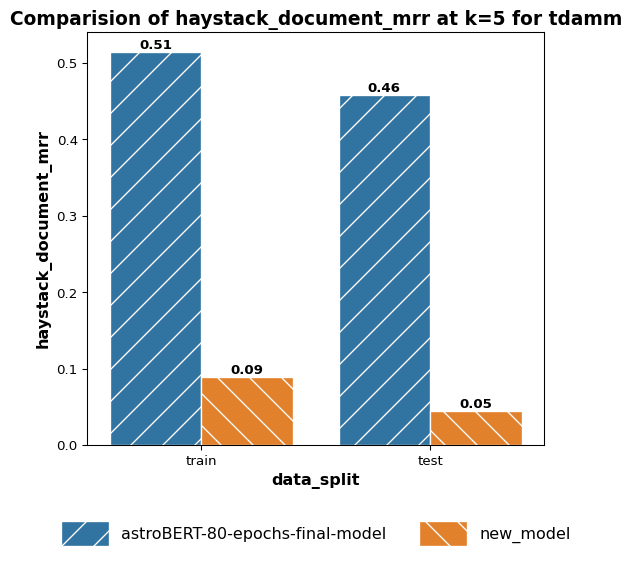 Comparision of haystack_document_mrr at k=5 for tdamm
haystack_document_mrr
0.5
0.4
0.3
0.2
0.1
0.0
0.51
0.09
0.46
0.05
train
test
data_split
astroBERT-80-epochs-final-model
new_model